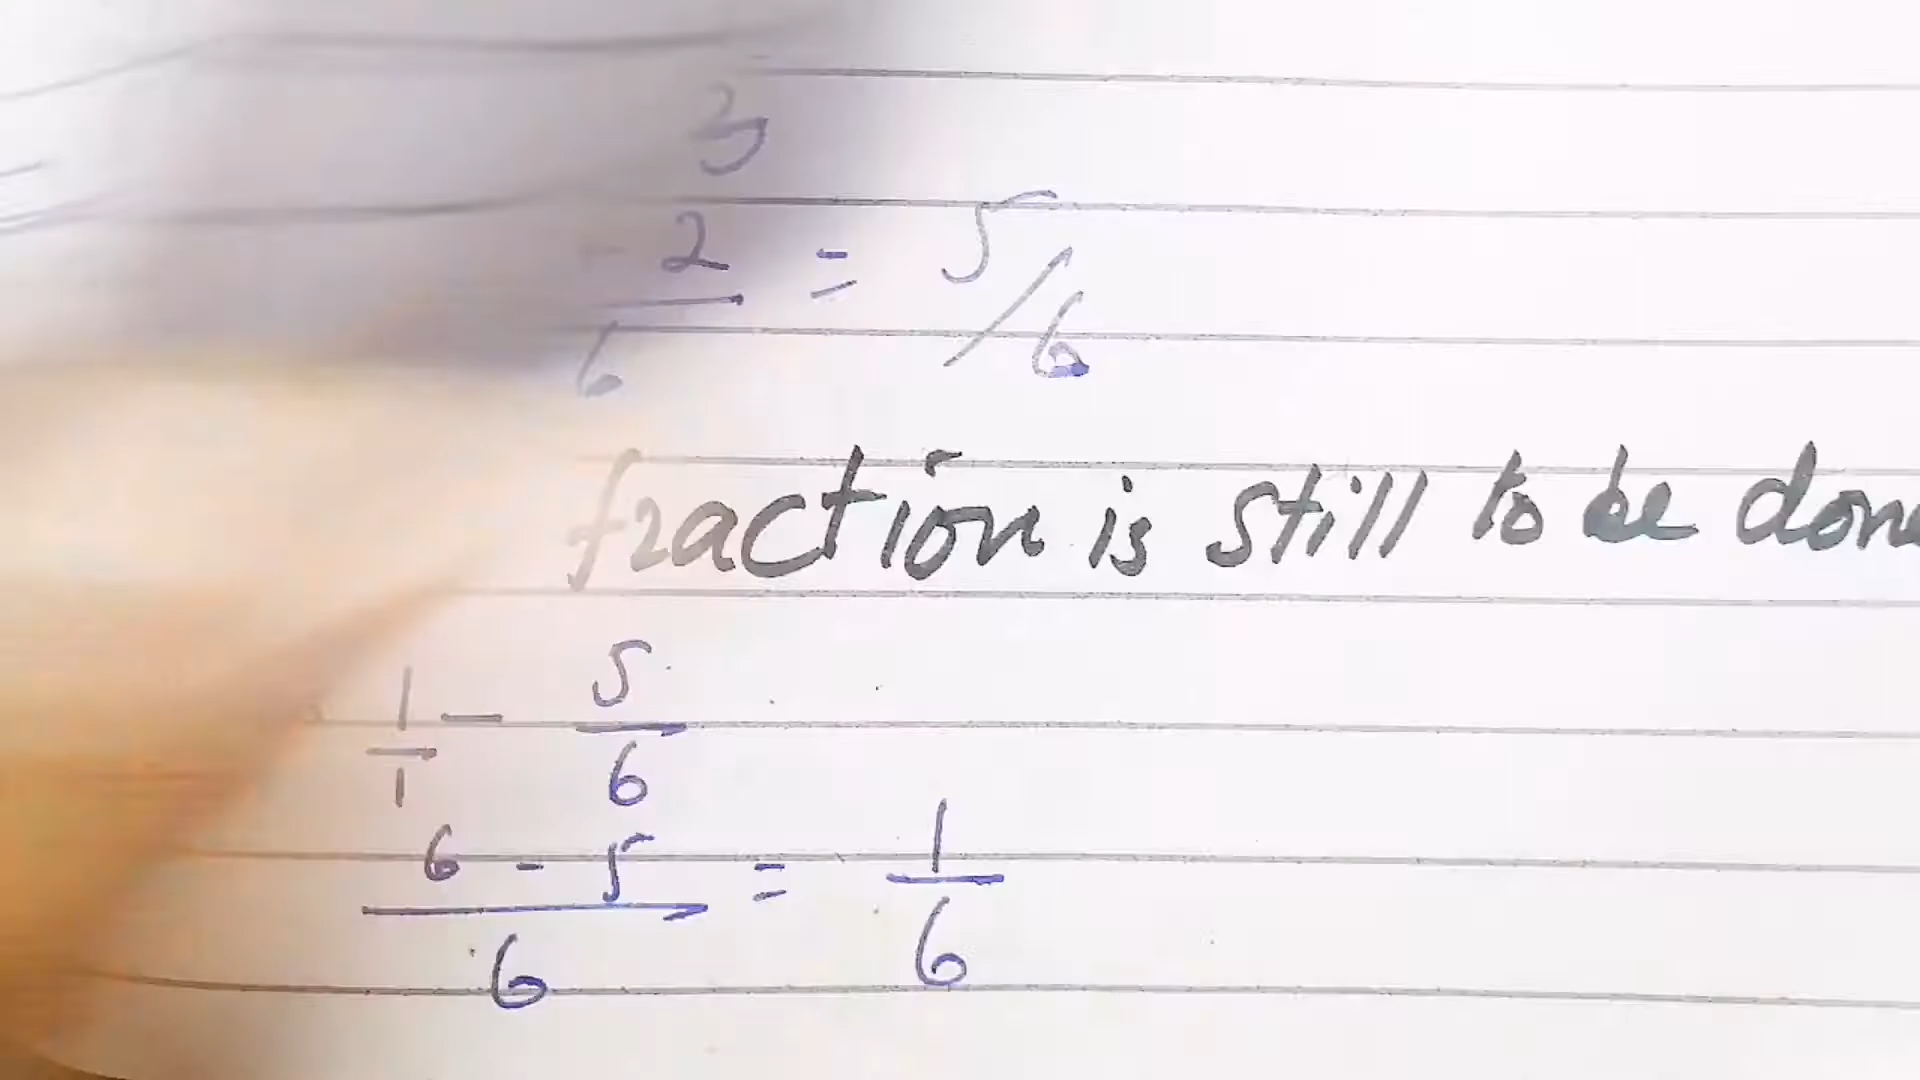 3
- 2 = 5/6
6
fraction is still to be done
1 - 5
1 6
6 - 5 = 1
6 6